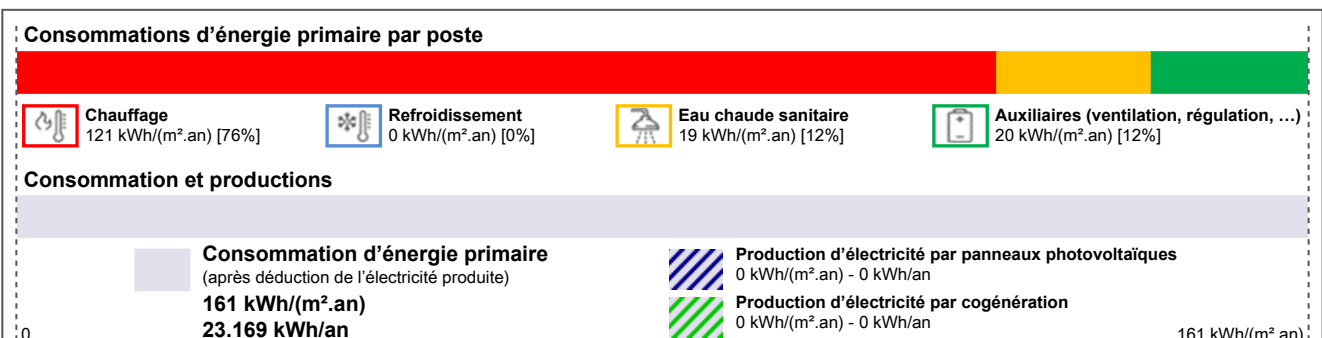 Consommations d’énergie primaire par poste
Chauffage
121 kWh/(m².an) [76%]
Refroidissement
0 kWh/(m².an) [0%]
Eau chaude sanitaire
19 kWh/(m².an) [12%]
Auxiliaires (ventilation, régulation, …)
20 kWh/(m².an) [12%]
Consommation et productions
Consommation d’énergie primaire
(après déduction de l’électricité produite)
161 kWh/(m².an)
23.169 kWh/an
Production d’électricité par panneaux photovoltaïques
0 kWh/(m².an) - 0 kWh/an
Production d’électricité par cogénération
0 kWh/(m².an) - 0 kWh/an
0
161 kWh/(m².an)